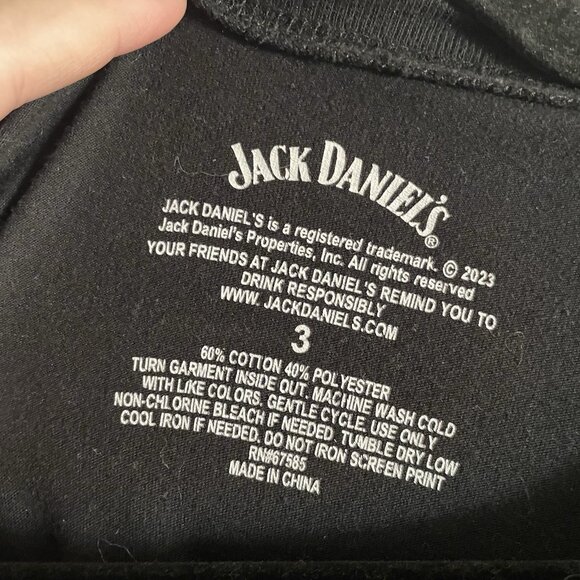 JACK DANIEL'S®
JACK DANIEL'S is a registered trademark. © 2023
Jack Daniel's Properties, Inc. All rights reserved
YOUR FRIENDS AT JACK DANIEL'S REMIND YOU TO
DRINK RESPONSIBLY
WWW. JACKDANIELS.COM
3
60% COTTON 40% POLYESTER
TURN GARMENT INSIDE OUT. MACHINE WASH COLD
WITH LIKE COLORS. GENTLE CYCLE. USE ONLY
NON-CHLORINE BLEACH IF NEEDED. TUMBLE DRY LOW
COOL IRON IF NEEDED. DO NOT IRON SCREEN PRINT
RN#67585
MADE IN CHINA